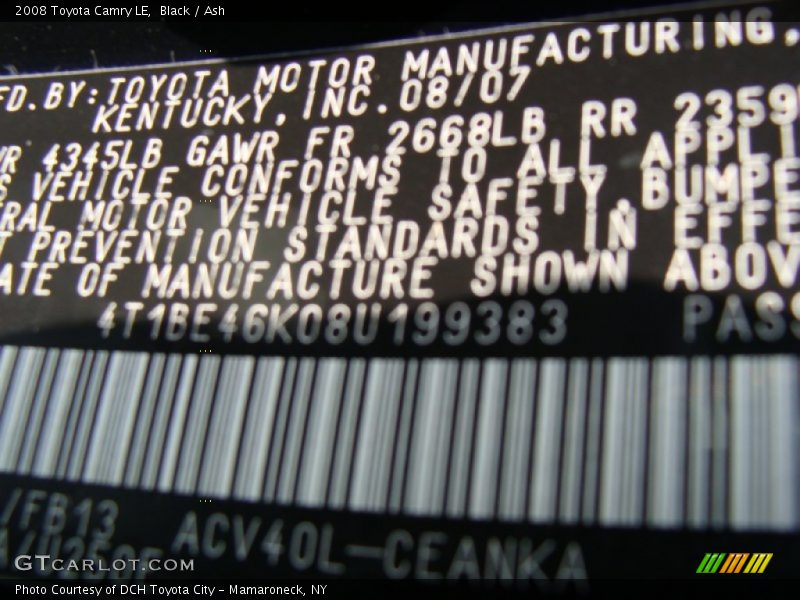 2008 Toyota Camry LE, Black / Ash
FD.BY:TOYOTA MOTOR MANUFACTURING,
KENTUCKY, INC. 08/07
VR 4345LB GAWR FR 2668LB RR 2359
S VEHICLE CONFORMS TO ALL APPLI
ERAL MOTOR VEHICLE SAFETY, BUMPE
T PREVENTION STANDARDS IN EFFE
ATE OF MANUFACTURE SHOWN ABOV
4T1BE46K08U199383 PASS
/FB13 ACV40L-CEANKA
GTcarlot.com
Photo Courtesy of DCH Toyota City – Mamaroneck, NY